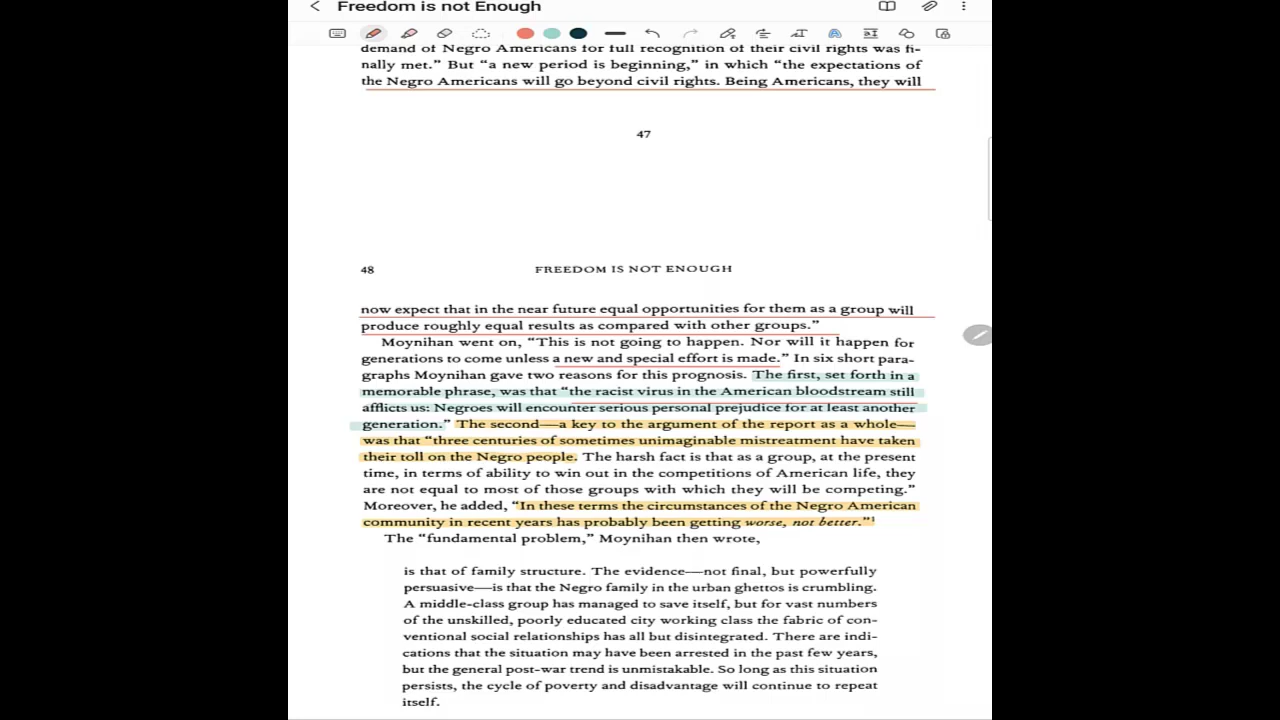 Freedom is not Enough
demand of Negro Americans for full recognition of their civil rights was fi-
nally met.” But “a new period is beginning,” in which “the expectations of
the Negro Americans will go beyond civil rights. Being Americans, they will
47
48 FREEDOM IS NOT ENOUGH
now expect that in the near future equal opportunities for them as a group will
produce roughly equal results as compared with other groups.”
Moynihan went on, “This is not going to happen. Nor will it happen for
generations to come unless a new and special effort is made.” In six short para-
graphs Moynihan gave two reasons for this prognosis. The first, set forth in a
memorable phrase, was that “the racist virus in the American bloodstream still
afflicts us: Negroes will encounter serious personal prejudice for at least another
generation.” The second—a key to the argument of the report as a whole—
was that “three centuries of sometimes unimaginable mistreatment have taken
their toll on the Negro people. The harsh fact is that as a group, at the present
time, in terms of ability to win out in the competitions of American life, they
are not equal to most of those groups with which they will be competing.”
Moreover, he added, “In these terms the circumstances of the Negro American
community in recent years has probably been getting worse, not better.”¹
The “fundamental problem,” Moynihan then wrote,
is that of family structure. The evidence—not final, but powerfully
persuasive—is that the Negro family in the urban ghettos is crumbling.
A middle-class group has managed to save itself, but for vast numbers
of the unskilled, poorly educated city working class the fabric of con-
ventional social relationships has all but disintegrated. There are indi-
cations that the situation may have been arrested in the past few years,
but the general post-war trend is unmistakable. So long as this situation
persists, the cycle of poverty and disadvantage will continue to repeat
itself.